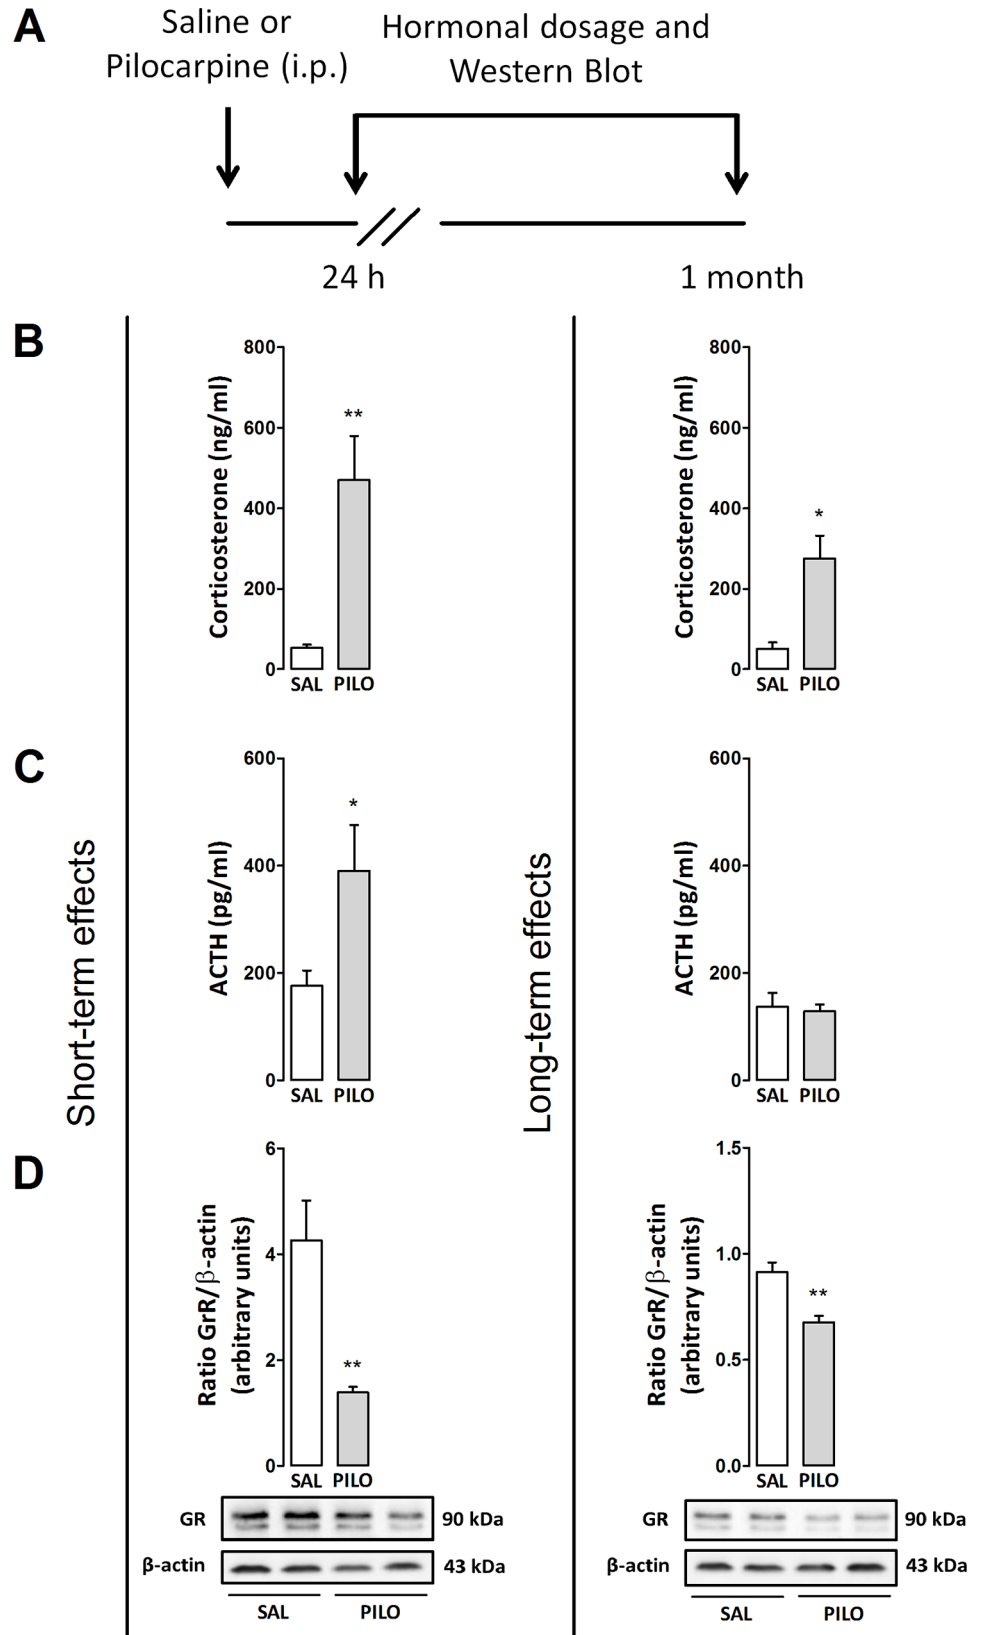 A
Saline or
Pilocarpine (i.p.)
Hormonal dosage and
Western Blot
24 h
1 month
Short-term effects
Long-term effects
B
Corticosterone (ng/ml)
800
600
400
200
0
**
SAL PILO
Corticosterone (ng/ml)
800
600
400
200
0
*
SAL PILO
C
ACTH (pg/ml)
600
400
200
0
*
SAL PILO
ACTH (pg/ml)
600
400
200
0
SAL PILO
D
Ratio GrR/β-actin
(arbitrary units)
6
4
2
0
**
SAL PILO
GR 90 kDa
β-actin 43 kDa
SAL PILO
Ratio GrR/β-actin
(arbitrary units)
1.5
1.0
0.5
0.0
**
SAL PILO
GR 90 kDa
β-actin 43 kDa
SAL PILO